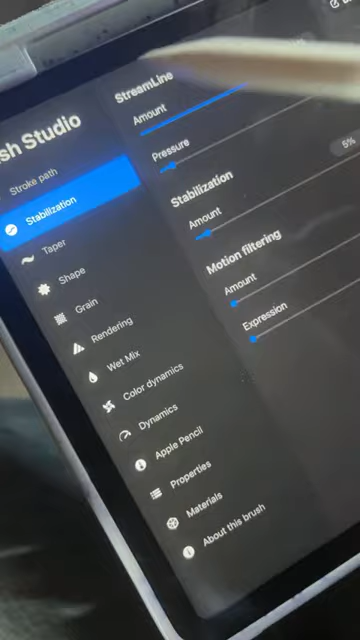 sh Studio
Stroke path
Stabilization
Taper
Shape
Grain
Rendering
Wet Mix
Color dynamics
Dynamics
Apple Pencil
Properties
Materials
About this brush
StreamLine
Amount
Pressure
5%
Stabilization
Amount
Motion filtering
Amount
Expression